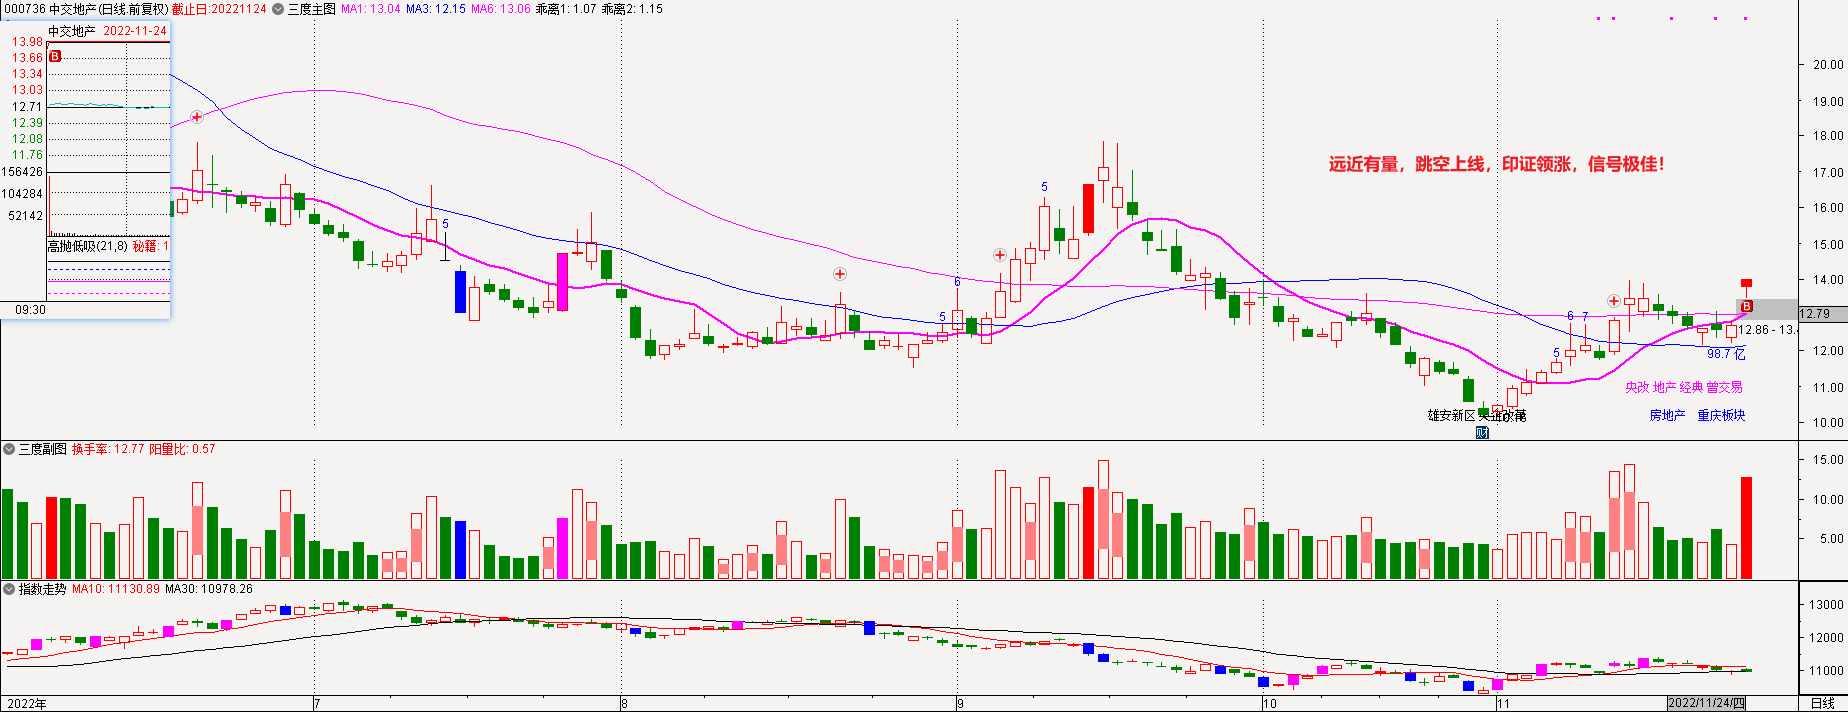 000736 中交地产(日线.前复权) 截止日:20221124 三度主图 MA1: 13.04 MA3: 12.15 MA6: 13.06 乖离1: 1.07 乖离2: 1.15
中交地产 2022-11-24
13.98
13.66
B
13.34
13.03
12.71
12.39
12.08
11.76
156426
104284
52142
高抛低吸(21,8) 秘籍: 1
09:30
5
5
6
5
5
6
7
5
远近有量，跳空上线，印证领涨，信号极佳！
20.00
19.00
18.00
17.00
16.00
15.00
14.00
B
12.79
12.86 - 13.
12.00
98.7 亿
11.00
央改 地产 经典 曾交易
雄安新区
房地产 重庆板块
10.00
财
三度副图 换手率: 12.77 阳量比: 0.57
15.00
10.00
5.00
指数走势 MA10: 11130.89 MA30: 10978.26
13000
12000
11000
2022年 7 8 9 10 11 2022/11/24/四 日线